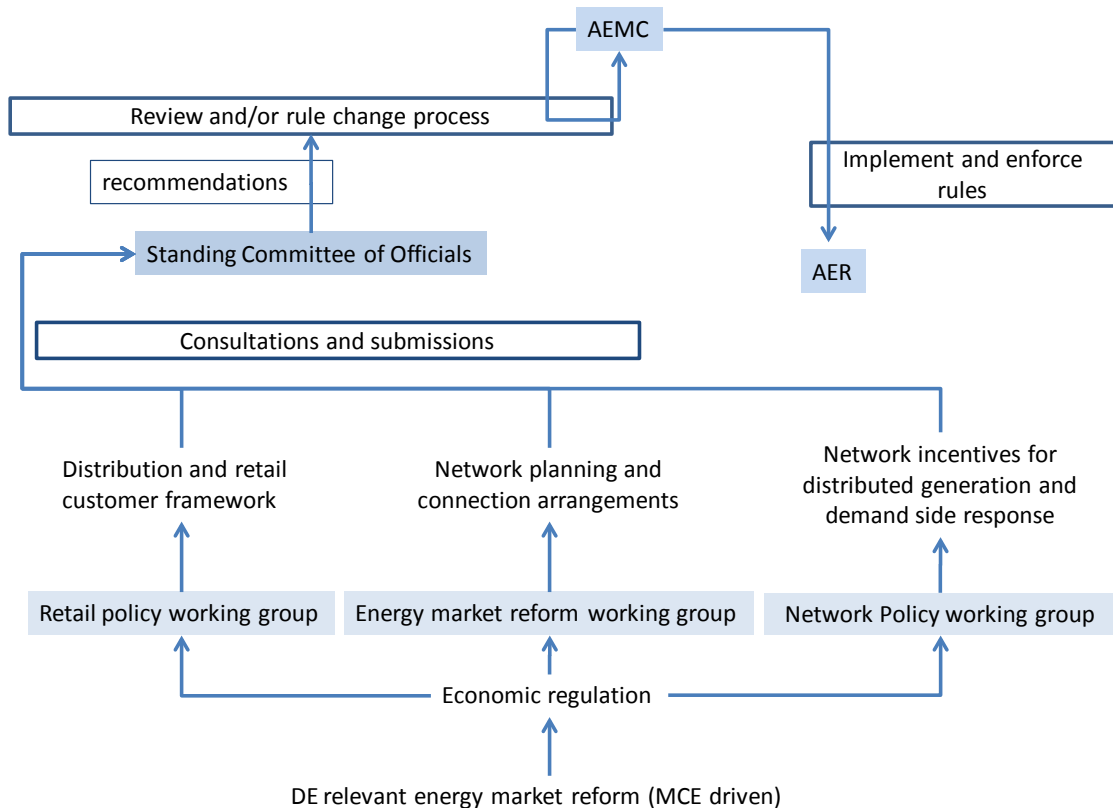 AEMC
Review and/or rule change process
Implement and enforce
rules
recommendations
Standing Committee of Officials
AER
Consultations and submissions
Distribution and retail
customer framework
Network planning and
connection arrangements
Network incentives for
distributed generation and
demand side response
Retail policy working group
Energy market reform working group
Network Policy working group
Economic regulation
DE relevant energy market reform (MCE driven)